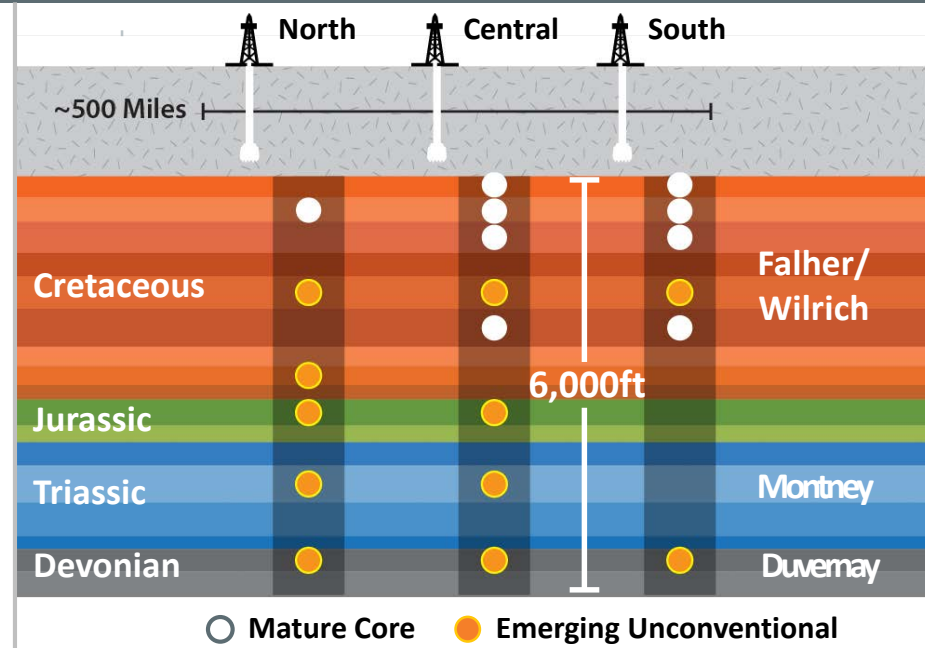 North
Central
South
~500 Miles
Cretaceous
Falher/
Wilrich
6,000ft
Jurassic
Triassic
Montney
Devonian
Duvernay
Mature Core
Emerging Unconventional